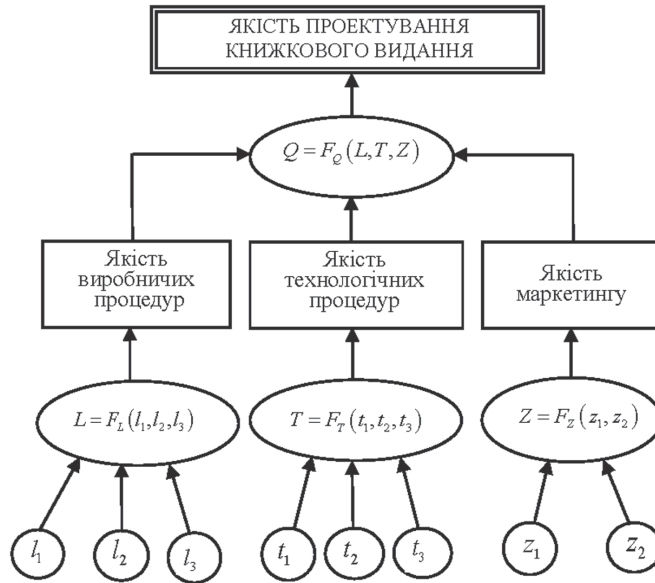 ЯКІСТЬ ПРОЕКТУВАННЯ
КНИЖКОВОГО ВИДАННЯ
Q = F_Q (L, T, Z)
Якість
виробничих
процедур
Якість
технологічних
процедур
Якість
маркетингу
L = F_L (l_1, l_2, l_3)
T = F_T (t_1, t_2, t_3)
Z = F_Z (z_1, z_2)
l_1
l_2
l_3
t_1
t_2
t_3
z_1
z_2